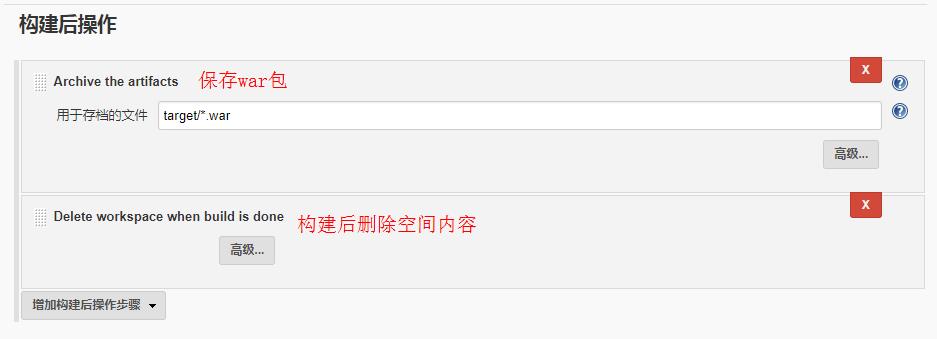 构建后操作
Archive the artifacts 保存war包
X
?
用于存档的文件 target/*.war
?
高级...
Delete workspace when build is done 构建后删除空间内容
X
高级...
增加构建后操作步骤